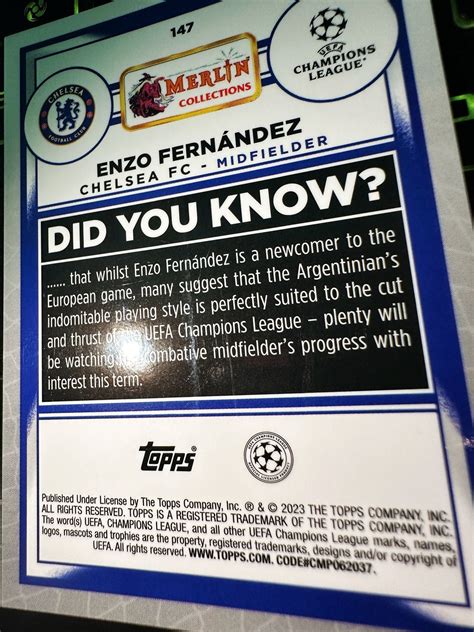 147
CHELSEA
FOOTBALL CLUB
MERLIN
COLLECTIONS
UEFA
CHAMPIONS
LEAGUE
ENZO FERNÁNDEZ
CHELSEA FC - MIDFIELDER
DID YOU KNOW?
...... that whilst Enzo Fernández is a newcomer to the
European game, many suggest that the Argentinian's
indomitable playing style is perfectly suited to the cut
and thrust of the UEFA Champions League – plenty will
be watching the combative midfielder's progress with
interest this term.
topps
Published Under License by The Topps Company, Inc. ® & © 2023 THE TOPPS COMPANY, INC.
ALL RIGHTS RESERVED. TOPPS IS A REGISTERED TRADEMARK OF THE TOPPS COMPANY, INC.
The word(s) UEFA, CHAMPIONS LEAGUE, and all other UEFA Champions League marks, names,
logos, mascots and trophies are the property, registered trademarks, designs and/or copyright of
UEFA. All rights reserved. WWW.TOPPS.COM. CODE#CMP062037.